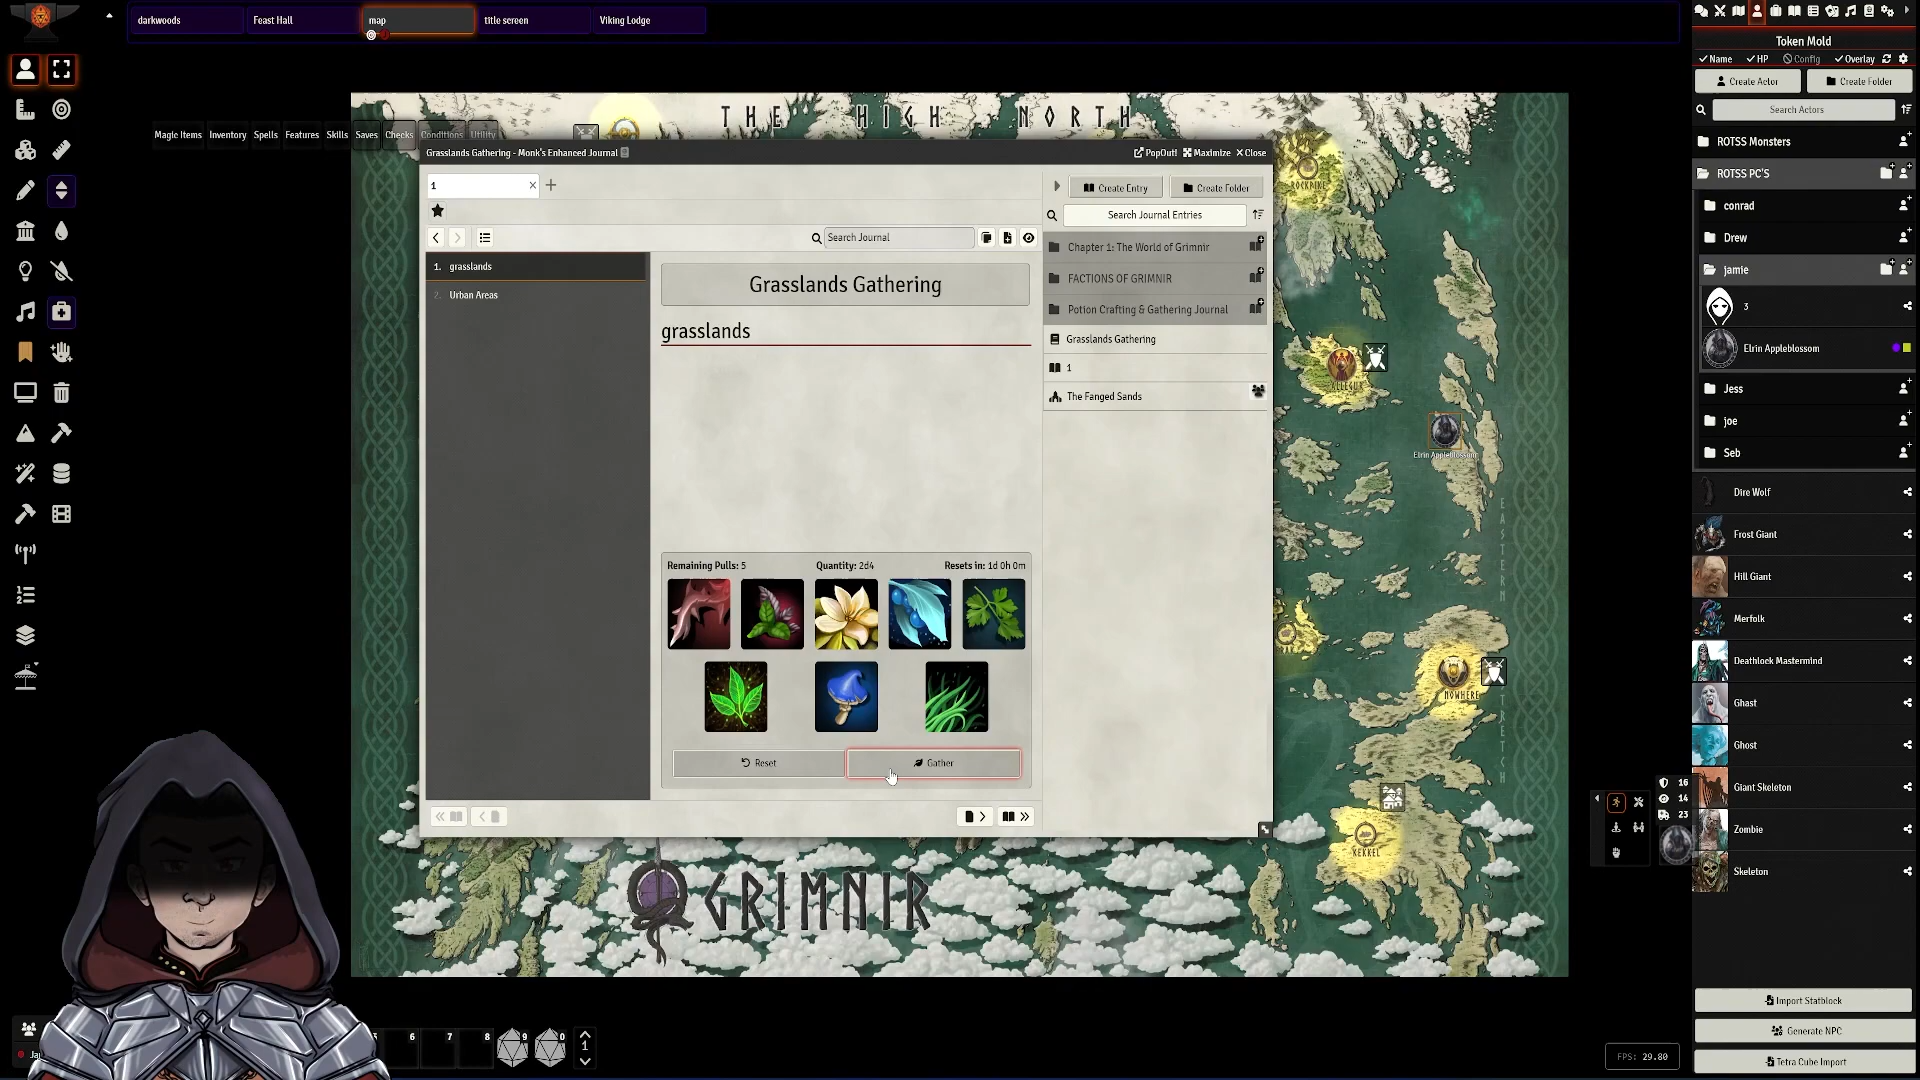 darkwoods
Feast Hall
map
title sereen
Viking Lodge
Token Mold
Name
HP
Config
Overlay
Create Actor
Create Folder
Search Actors
ROTSS Monsters
ROTSS PC'S
conrad
Drew
jamie
3
Elrin Appleblossom
Jess
joe
Seb
Dire Wolf
Frost Giant
Hill Giant
Merfolk
Deathlock Mastermind
Ghast
Ghost
Giant Skeleton
Zombie
Skeleton
Import Statblock
Generate NPC
Tetra Cube Import
THE HIGH NORTH
Magic Items
Inventory
Spells
Features
Skills
Saves
Checks
Conditions
Utility
Grasslands Gathering - Monk's Enhanced Journal
PopOut!
Maximize
Close
1
Search Journal
1. grasslands
2. Urban Areas
Grasslands Gathering
grasslands
Remaining Pulls: 5
Quantity: 2d4
Resets in: 1d 0h 0m
Reset
Gather
Create Entry
Create Folder
Search Journal Entries
Chapter 1: The World of Grimnir
FACTIONS OF GRIMNIR
Potion Crafting & Gathering Journal
Grasslands Gathering
1
The Fanged Sands
ROCKPIKE
Elrin Appleblossom
EASTERN
STRETCH
NOWHERE
KEKKEL
GRIMNIR
16
14
23
6
7
8
9
0
1
FPS: 29.80